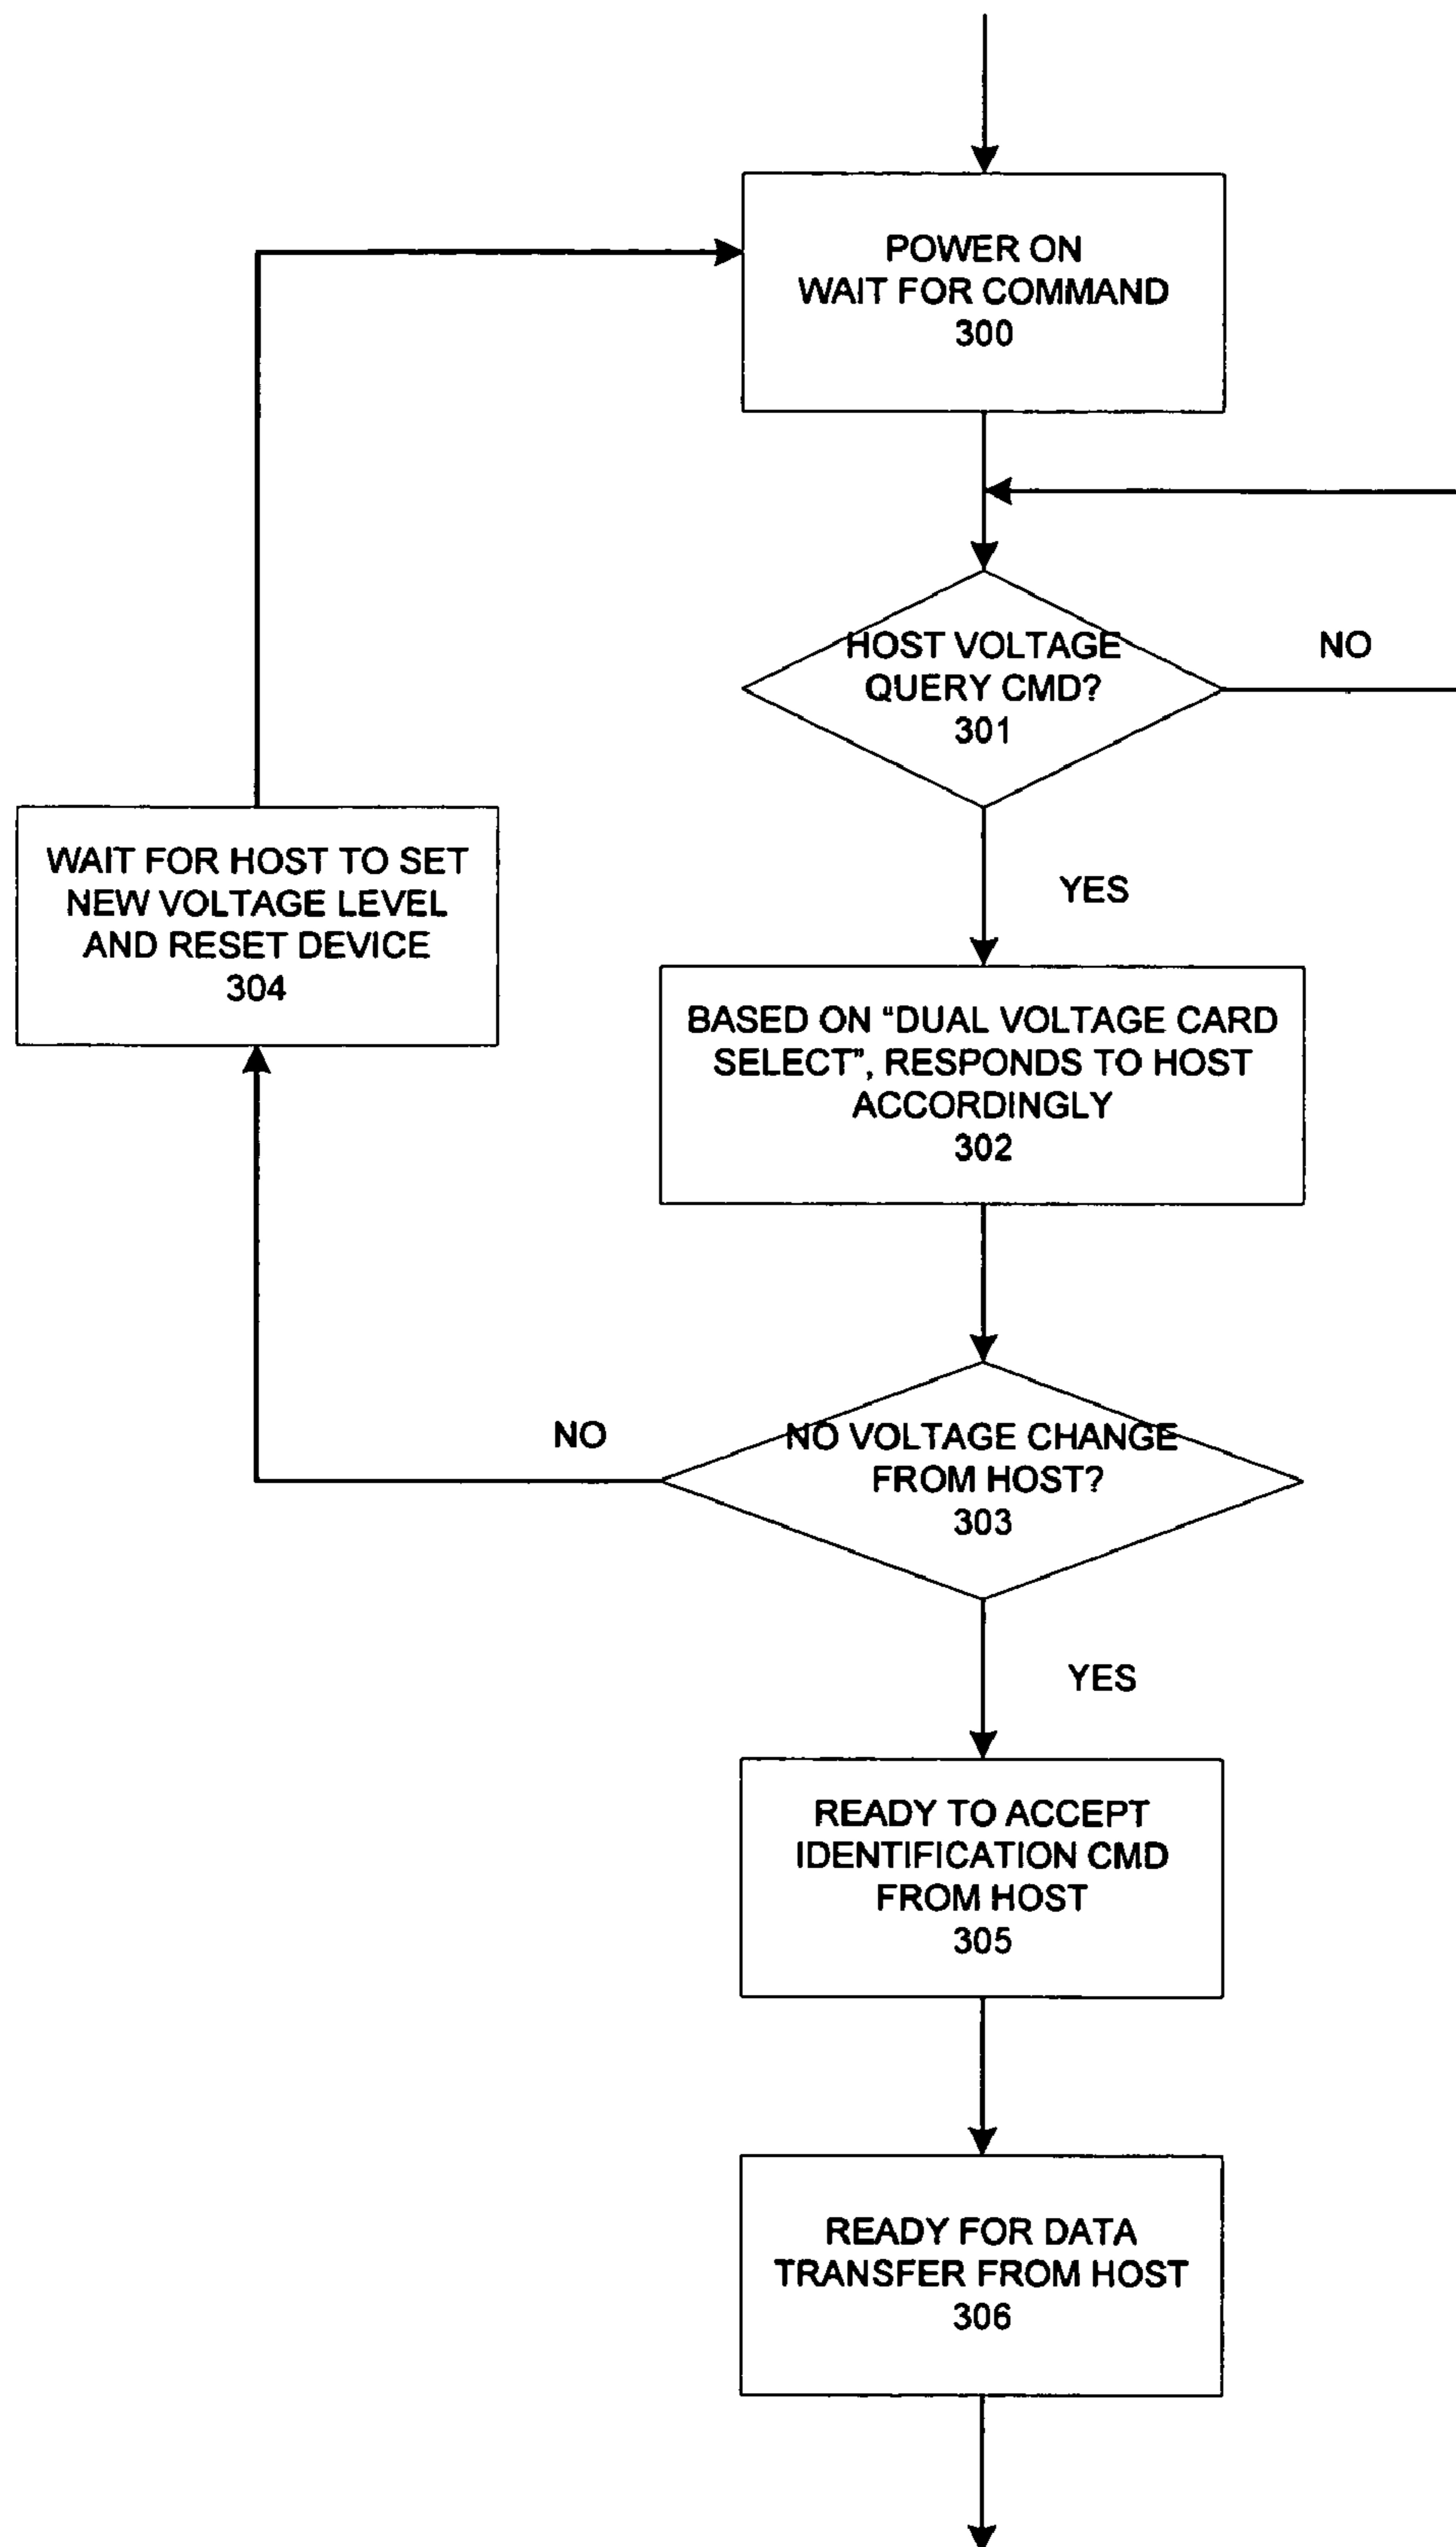 POWER ON
WAIT FOR COMMAND
300
HOST VOLTAGE
QUERY CMD?
301
NO
YES
WAIT FOR HOST TO SET
NEW VOLTAGE LEVEL
AND RESET DEVICE
304
BASED ON “DUAL VOLTAGE CARD
SELECT”, RESPONDS TO HOST
ACCORDINGLY
302
NO
NO VOLTAGE CHANGE
FROM HOST?
303
YES
READY TO ACCEPT
IDENTIFICATION CMD
FROM HOST
305
READY FOR DATA
TRANSFER FROM HOST
306